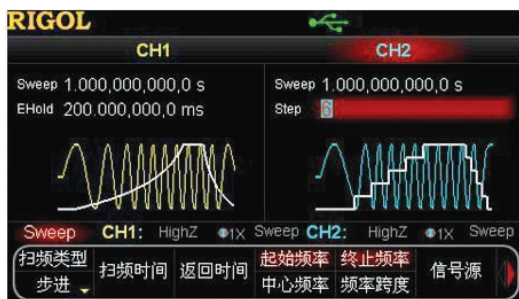 RIGOL
CH1 CH2
Sweep 1.000,000,000,0 s Sweep 1.000,000,000,0 s
EHold 200.000,000,0 ms Step 6
Sweep CH1: HighZ 1X Sweep CH2: HighZ 1X Sweep
扫频类型 扫频时间 返回时间 起始频率 终止频率 信号源
步进 中心频率 频率跨度